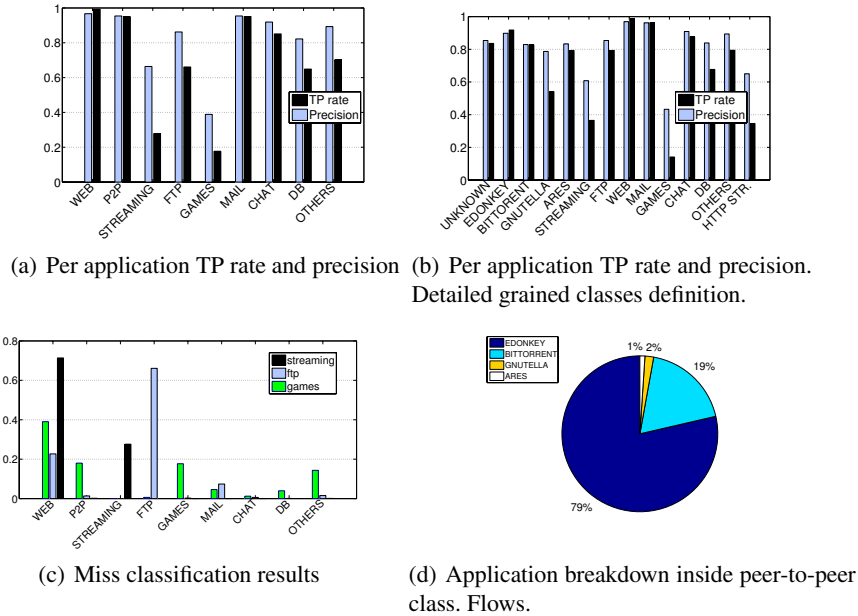 1
0.8
0.6
0.4
0.2
0
TP rate
Precision
WEB
P2P
STREAMING
FTP
GAMES
MAIL
CHAT
DB
OTHERS
(a) Per application TP rate and precision
1
0.8
0.6
0.4
0.2
0
TP rate
Precision
UNKNOWN
EDONKEY
BITTORENT
GNUTELLA
ARES
STREAMING
FTP
WEB
MAIL
GAMES
CHAT
DB
OTHERS
HTTP STR.
(b) Per application TP rate and precision.
Detailed grained classes definition.
0.8
0.6
0.4
0.2
0
streaming
ftp
games
WEB
P2P
STREAMING
FTP
GAMES
MAIL
CHAT
DB
OTHERS
(c) Miss classification results
EDONKEY
BITTORRENT
GNUTELLA
ARES
1% 2%
19%
79%
(d) Application breakdown inside peer-to-peer
class. Flows.